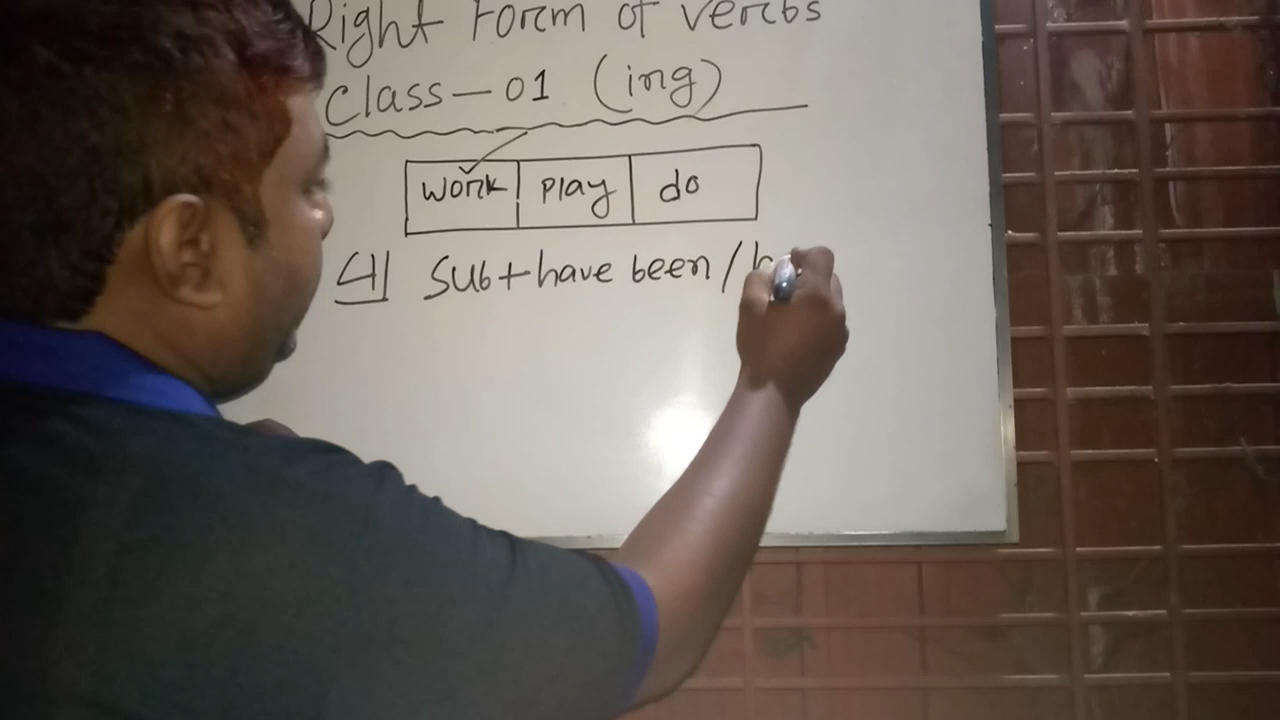 Right Form of verbs
Class-01 (ing)
work play do
4| Sub+have been/h